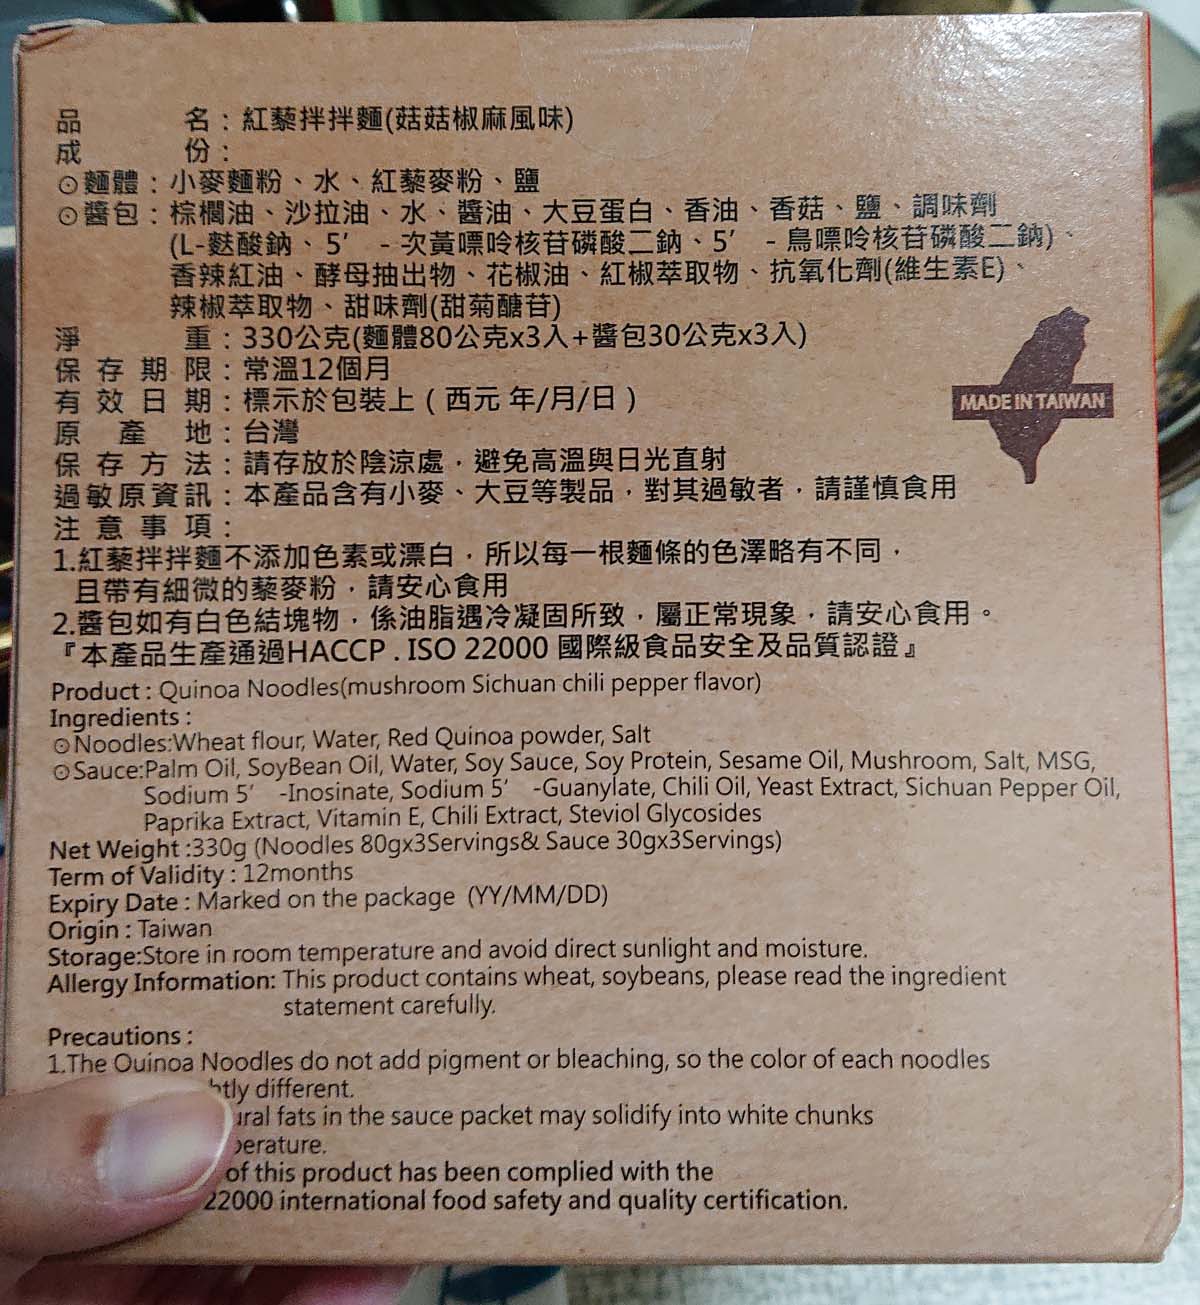 品名：紅藜拌拌麵(菇菇椒麻風味)
成份：
⊙麵體：小麥麵粉、水、紅藜麥粉、鹽
⊙醬包：棕櫚油、沙拉油、水、醬油、大豆蛋白、香油、香菇、鹽、調味劑
(L-麩酸鈉、5′ -次黃嘌呤核苷磷酸二鈉、5′ -鳥嘌呤核苷磷酸二鈉)、
香辣紅油、酵母抽出物、花椒油、紅椒萃取物、抗氧化劑(維生素E)、
辣椒萃取物、甜味劑(甜菊醣苷)
淨重：330公克(麵體80公克x3入+醬包30公克x3入)
保存期限：常溫12個月
有效日期：標示於包裝上(西元 年/月/日)
原產地：台灣
保存方法：請存放於陰涼處，避免高溫與日光直射
過敏原資訊：本產品含有小麥、大豆等製品，對其過敏者，請謹慎食用
注意事項：
1.紅藜拌拌麵不添加色素或漂白，所以每一根麵條的色澤略有不同，
且帶有細微的藜麥粉，請安心食用
2.醬包如有白色結塊物，係油脂遇冷凝固所致，屬正常現象，請安心食用。
『本產品生產通過HACCP . ISO 22000 國際級食品安全及品質認證』
MADE IN TAIWAN
Product : Quinoa Noodles(mushroom Sichuan chili pepper flavor)
Ingredients :
⊙Noodles:Wheat flour, Water, Red Quinoa powder, Salt
⊙Sauce:Palm Oil, SoyBean Oil, Water, Soy Sauce, Soy Protein, Sesame Oil, Mushroom, Salt, MSG,
Sodium 5′ -Inosinate, Sodium 5′ -Guanylate, Chili Oil, Yeast Extract, Sichuan Pepper Oil,
Paprika Extract, Vitamin E, Chili Extract, Steviol Glycosides
Net Weight :330g (Noodles 80gx3Servings& Sauce 30gx3Servings)
Term of Validity : 12months
Expiry Date : Marked on the package (YY/MM/DD)
Origin : Taiwan
Storage:Store in room temperature and avoid direct sunlight and moisture.
Allergy Information: This product contains wheat, soybeans, please read the ingredient
statement carefully.
Precautions :
1.The Quinoa Noodles do not add pigment or bleaching, so the color of each noodles
different.
fats in the sauce packet may solidify into white chunks
of this product has been complied with the
22000 international food safety and quality certification.